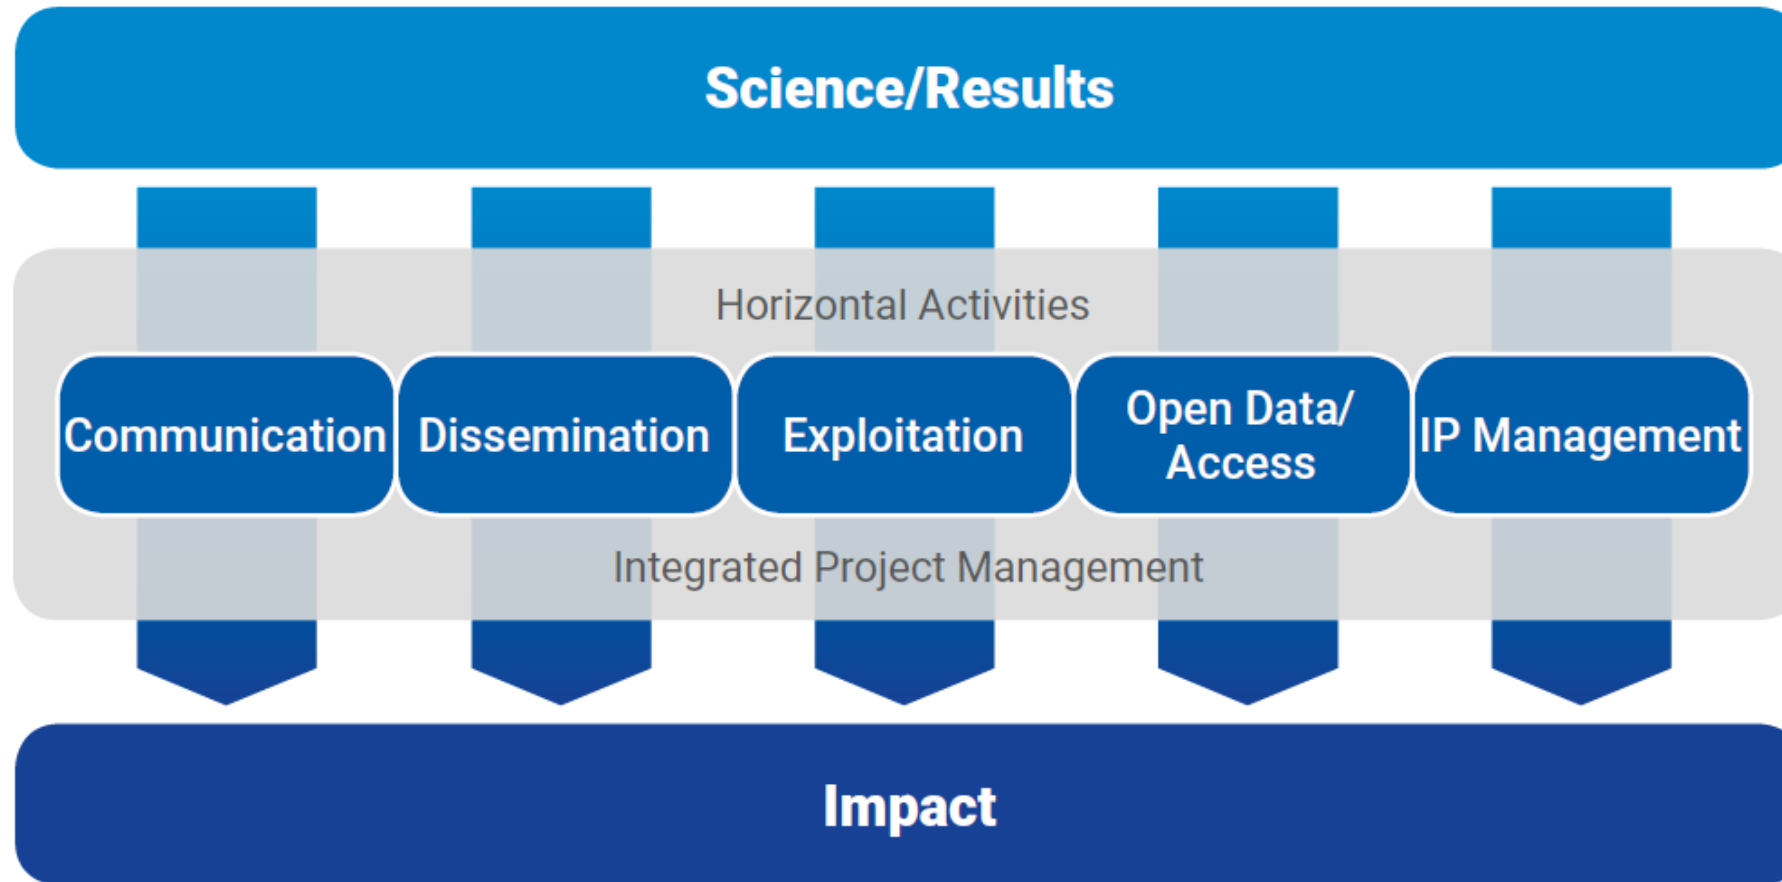 Science/Results
Horizontal Activities
Communication
Dissemination
Exploitation
Open Data/
Access
IP Management
Integrated Project Management
Impact